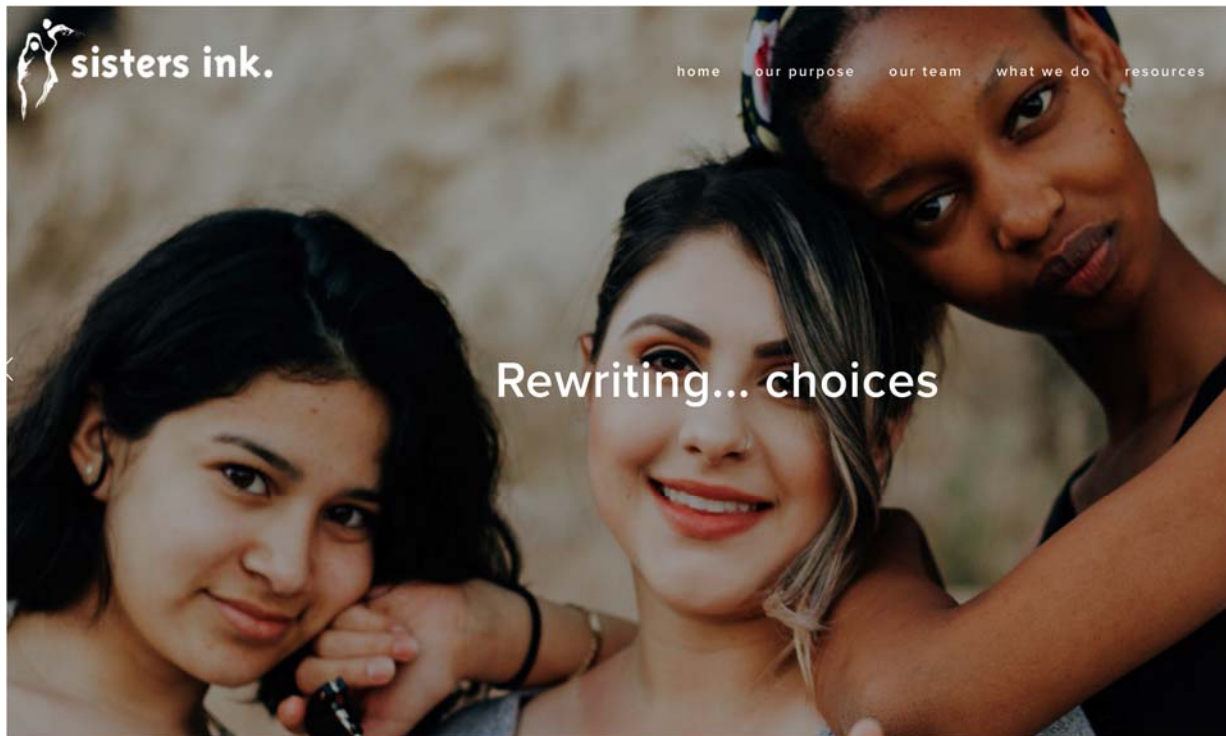 sisters ink.
home our purpose our team what we do resources
Rewriting... choices